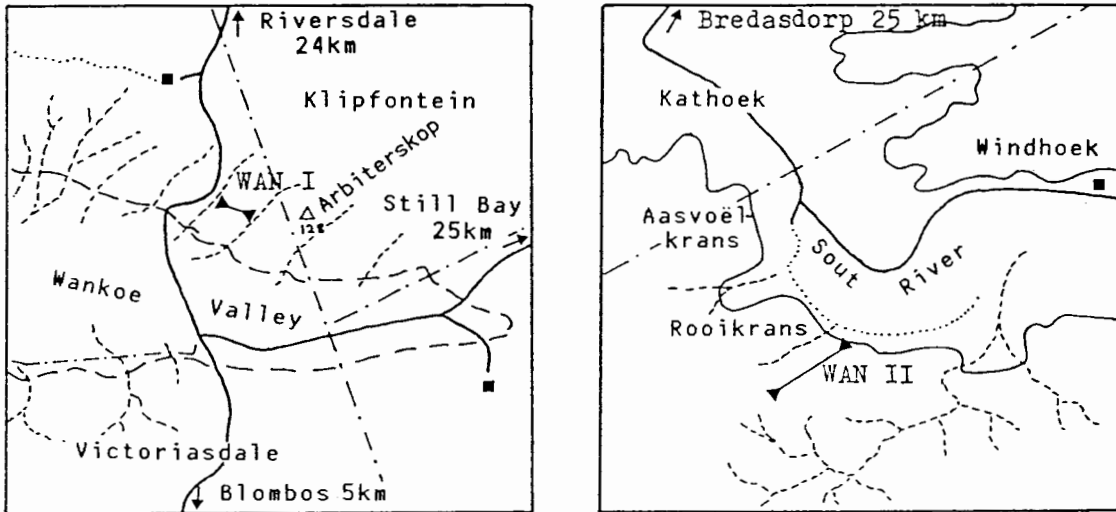 Riversdale
24km
Klipfontein
WAN I
Arbiterskop
128
Still Bay
25km
Wankoe
Valley
Victoriasdale
Blombos 5km
Bredasdorp 25 km
Kathoek
Windhoek
Aasvoël-
krans
Sout
River
Rooikrans
WAN II